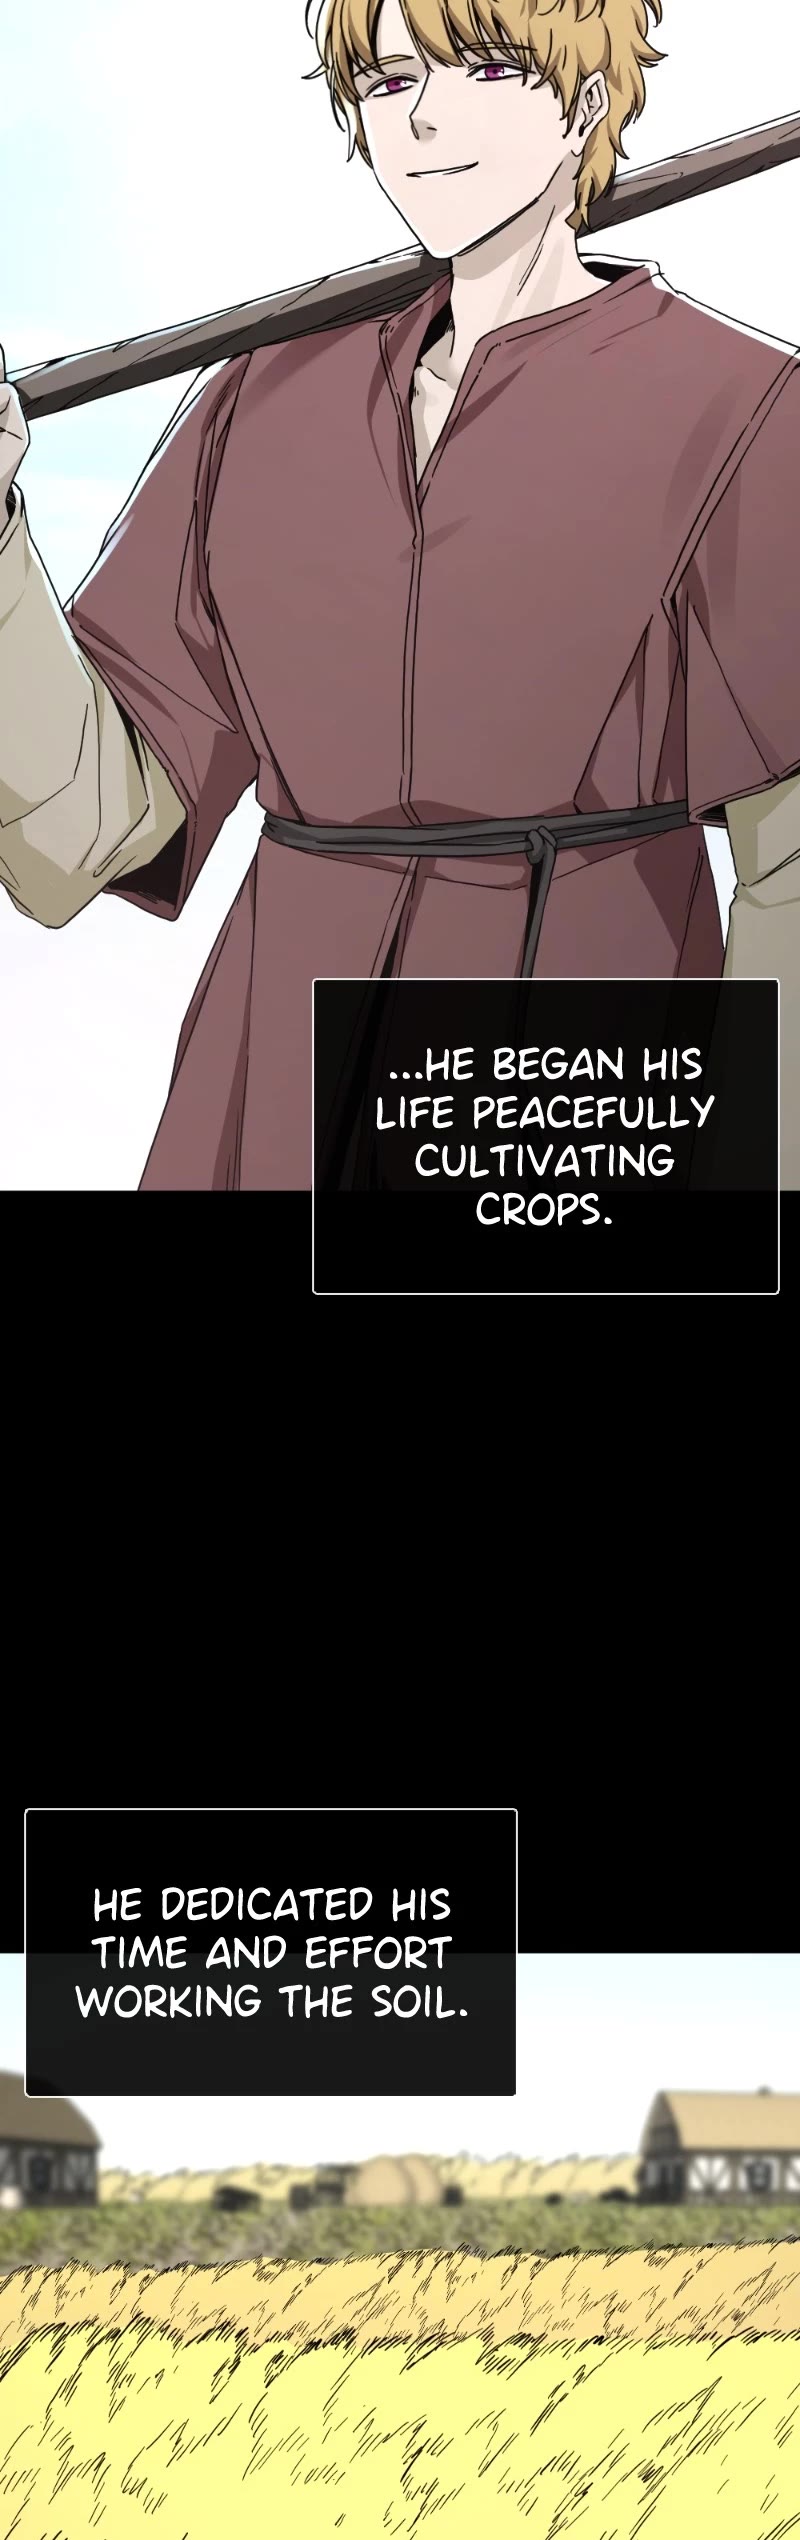 ...HE BEGAN HIS
LIFE PEACEFULLY
CULTIVATING
CROPS.
HE DEDICATED HIS
TIME AND EFFORT
WORKING THE SOIL.